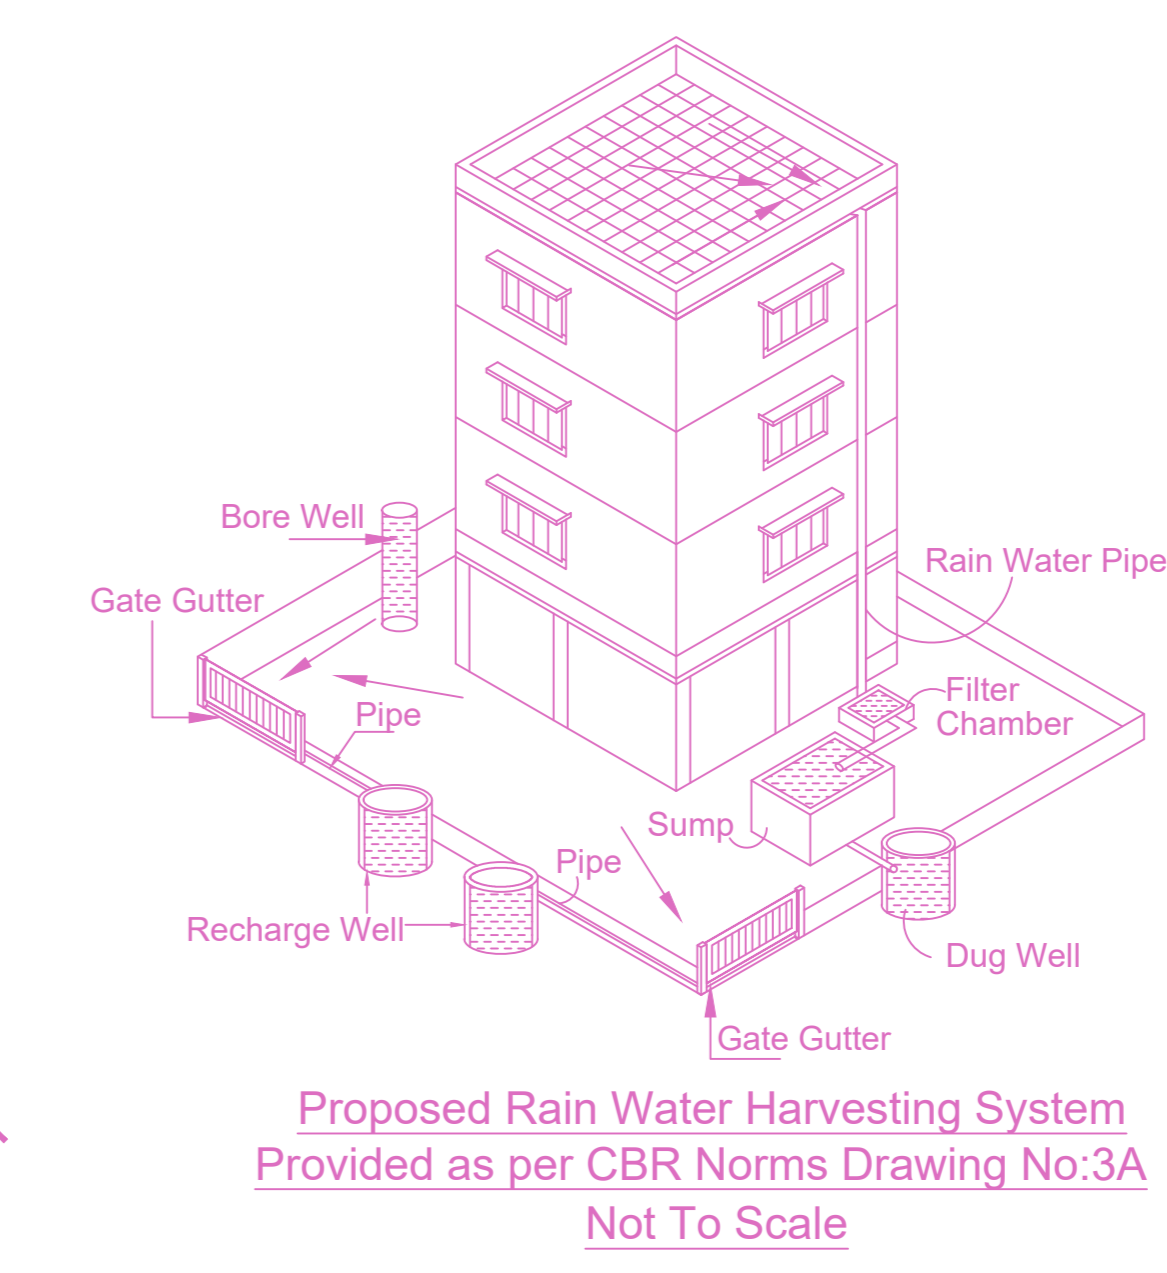 Bore Well
Rain Water Pipe
Gate Gutter
Filter
Chamber
Pipe
Sump
Pipe
Recharge Well
Dug Well
Gate Gutter
Proposed Rain Water Harvesting System
Provided as per CBR Norms Drawing No:3A
Not To Scale